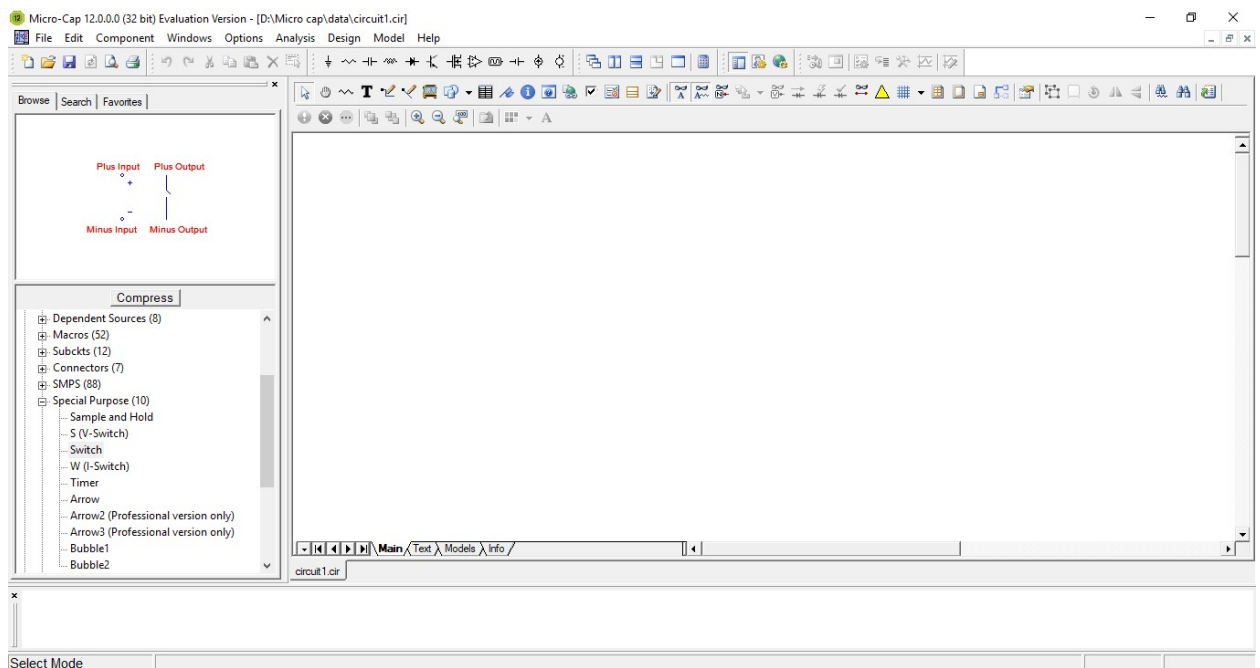 Micro-Cap 12.0.0.0 (32 bit) Evaluation Version - [D:\Micro cap\data\circuit1.cir]
File Edit Component Windows Options Analysis Design Model Help
Browse Search Favorites
Plus Input Plus Output
Minus Input Minus Output
Compress
Dependent Sources (8)
Macros (52)
Subckts (12)
Connectors (7)
SMPS (88)
Special Purpose (10)
Sample and Hold
S (V-Switch)
Switch
W (I-Switch)
Timer
Arrow
Arrow2 (Professional version only)
Arrow3 (Professional version only)
Bubble1
Bubble2
Main Text Models Info
circuit1.cir
Select Mode